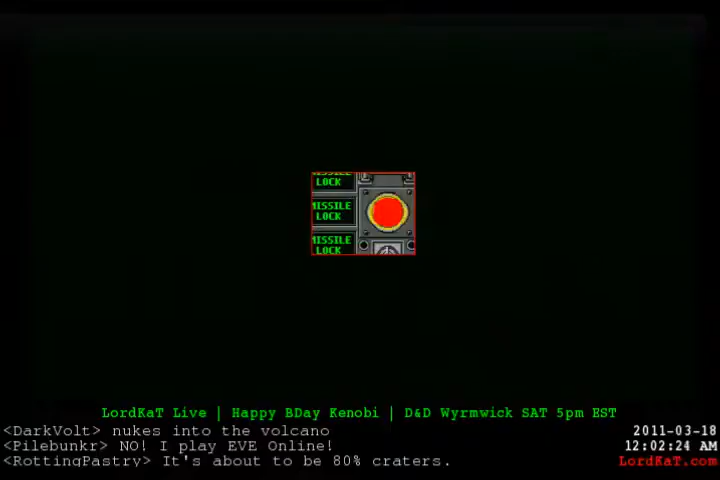 MISSILE
LOCK
MISSILE
LOCK
MISSILE
LOCK
LordKaT Live | Happy BDay Kenobi | D&D Wyrmwick SAT 5pm EST
<DarkVolt> nukes into the volcano
2011-03-18
<Pilebunkr> NO! I play EVE Online!
12:02:24 AM
<RottingPastry> It's about to be 80% craters.
LordKaT.com